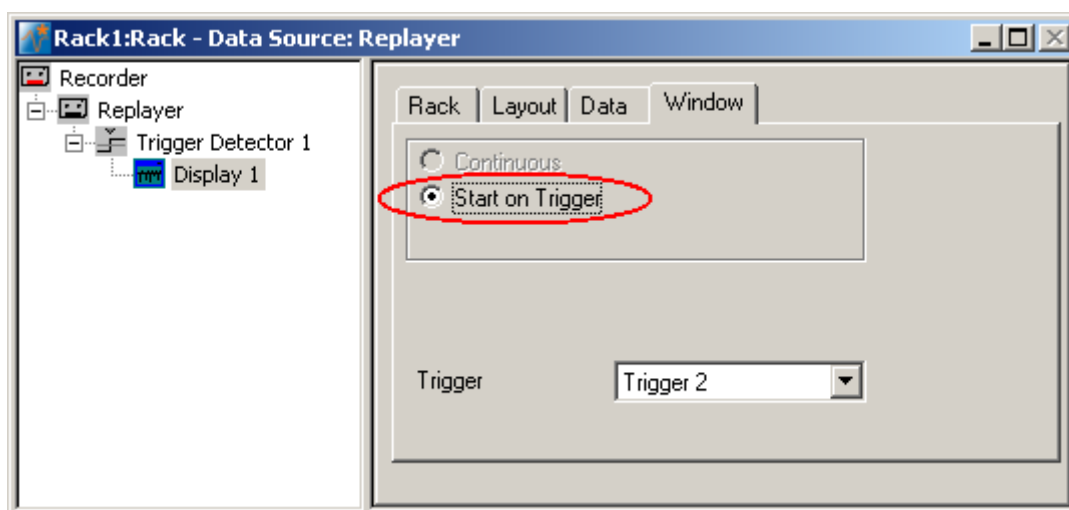 Rack1:Rack - Data Source: Replayer
Recorder
Replayer
Trigger Detector 1
Display 1
Rack Layout Data Window
Continuous
Start on Trigger
Trigger Trigger 2